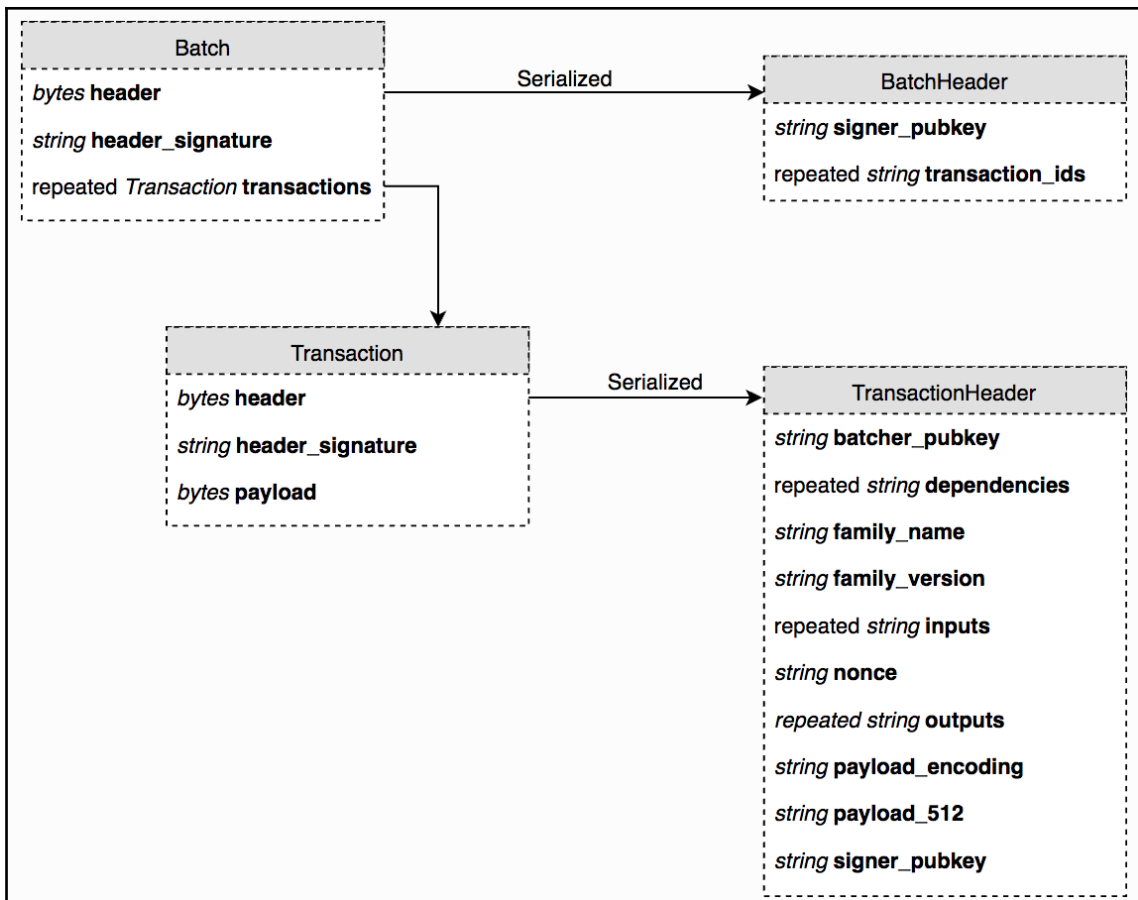 Batch
bytes header
string header_signature
repeated Transaction transactions
Serialized
BatchHeader
string signer_pubkey
repeated string transaction_ids
Transaction
bytes header
string header_signature
bytes payload
Serialized
TransactionHeader
string batcher_pubkey
repeated string dependencies
string family_name
string family_version
repeated string inputs
string nonce
repeated string outputs
string payload_encoding
string payload_512
string signer_pubkey